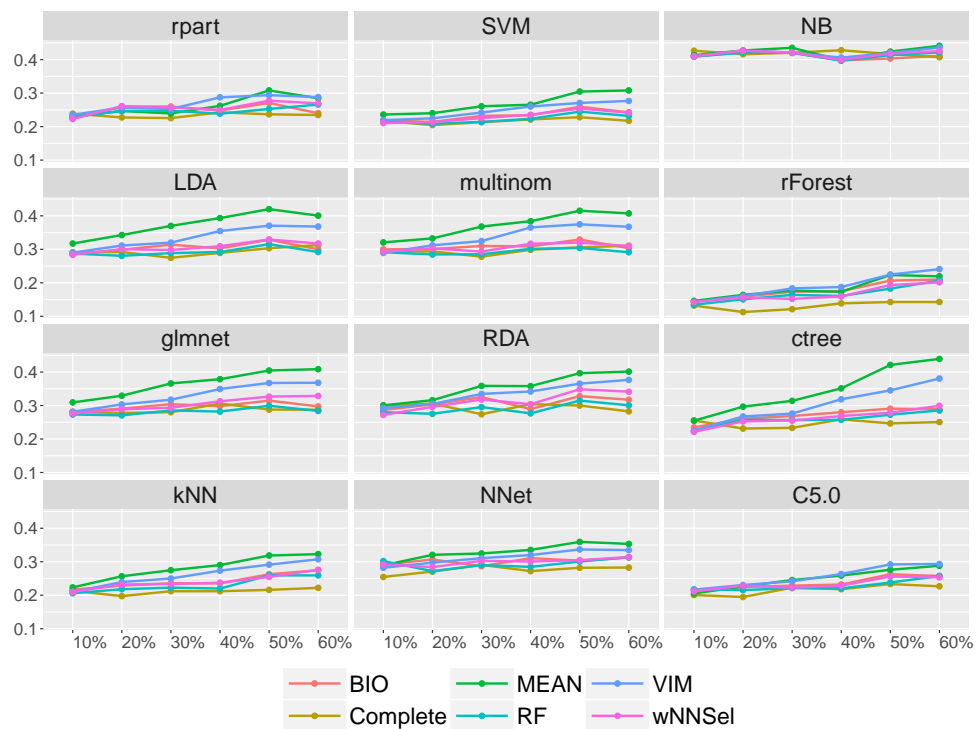 rpart SVM NB
0.4
0.3
0.2
0.1
LDA multinom rForest
0.4
0.3
0.2
0.1
glmnet RDA ctree
0.4
0.3
0.2
0.1
kNN NNet C5.0
0.4
0.3
0.2
0.1
10% 20% 30% 40% 50% 60% 10% 20% 30% 40% 50% 60% 10% 20% 30% 40% 50% 60%
BIO MEAN VIM
Complete RF wNNSel